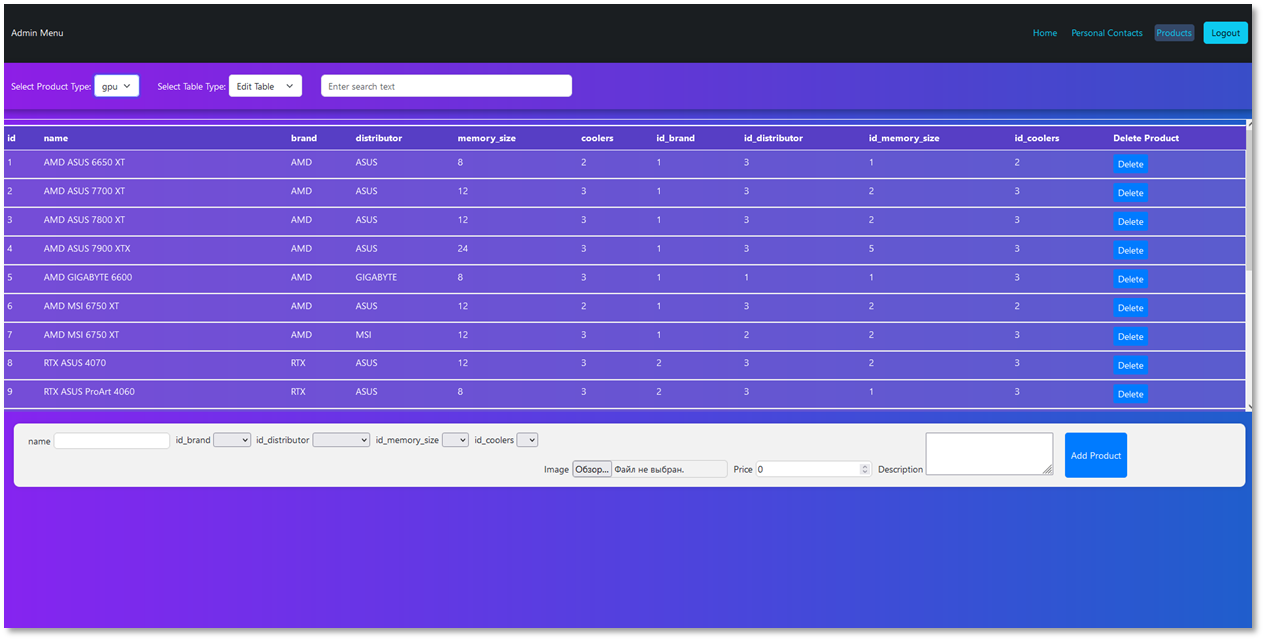 Admin Menu Home Personal Contacts Products Logout
Select Product Type: gpu Select Table Type: Edit Table Enter search text
id name brand distributor memory_size coolers id_brand id_distributor id_memory_size id_coolers Delete Product
1 AMD ASUS 6650 XT AMD ASUS 8 2 1 3 1 2 Delete
2 AMD ASUS 7700 XT AMD ASUS 12 3 1 3 2 3 Delete
3 AMD ASUS 7800 XT AMD ASUS 12 3 1 3 2 3 Delete
4 AMD ASUS 7900 XTX AMD ASUS 24 3 1 3 5 3 Delete
5 AMD GIGABYTE 6600 AMD GIGABYTE 8 3 1 1 1 3 Delete
6 AMD MSI 6750 XT AMD ASUS 12 2 1 3 2 2 Delete
7 AMD MSI 6750 XT AMD MSI 12 3 1 2 2 3 Delete
8 RTX ASUS 4070 RTX ASUS 12 3 2 3 2 3 Delete
9 RTX ASUS ProArt 4060 RTX ASUS 8 3 2 3 1 3 Delete
name id_brand id_distributor id_memory_size id_coolers
Image Обзор... Файл не выбран. Price 0 Description Add Product